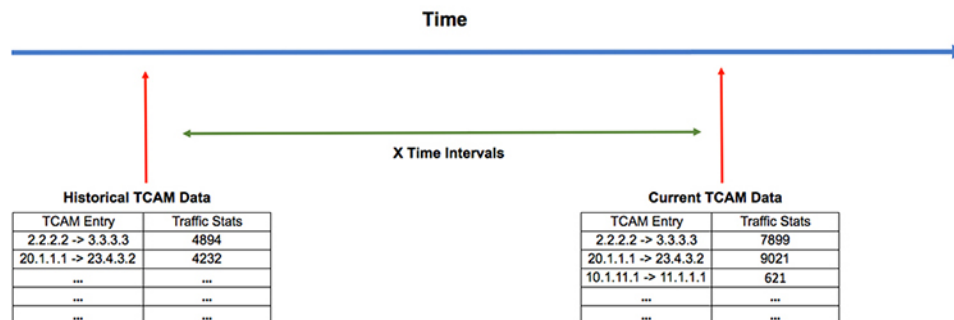 Time
X Time Intervals
Historical TCAM Data
TCAM Entry Traffic Stats
2.2.2.2 -> 3.3.3.3 4894
20.1.1.1 -> 23.4.3.2 4232
... ...
... ...
... ...
Current TCAM Data
TCAM Entry Traffic Stats
2.2.2.2 -> 3.3.3.3 7899
20.1.1.1 -> 23.4.3.2 9021
10.1.11.1 -> 11.1.1.1 621
... ...
... ...